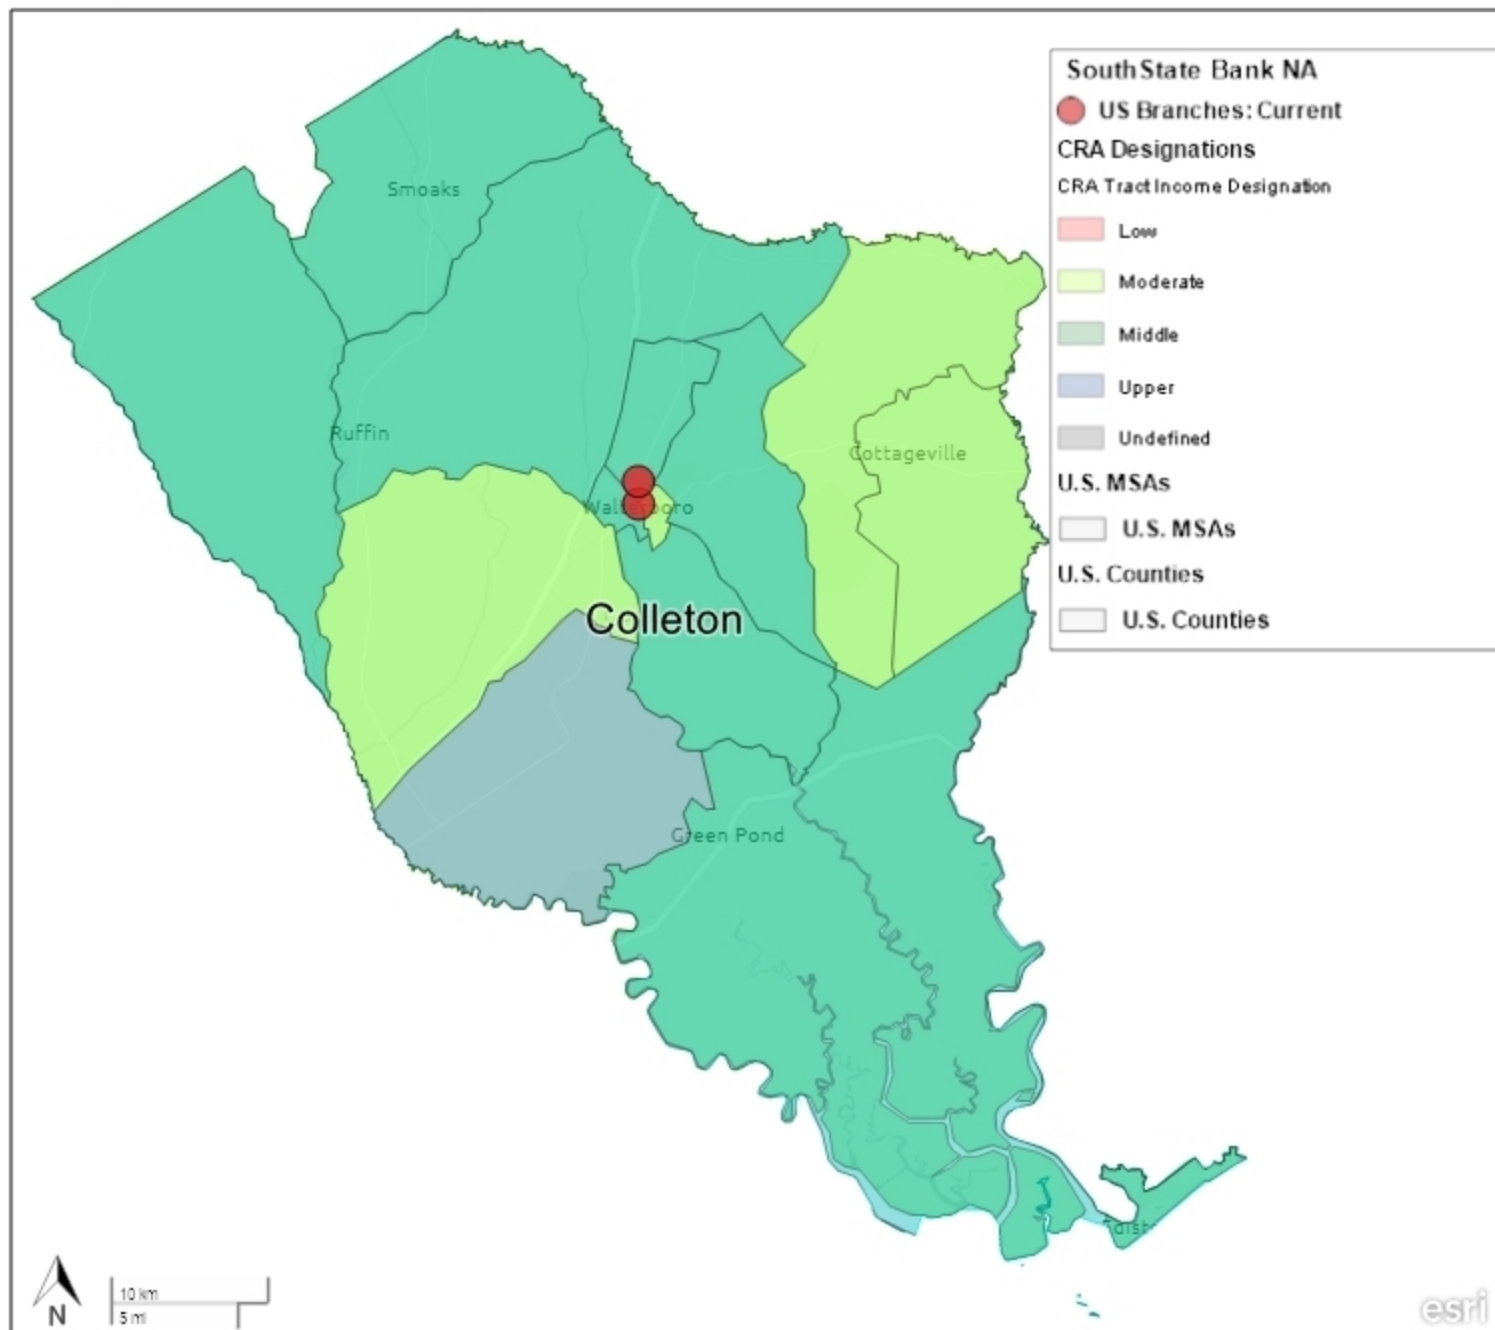 SouthState Bank NA
US Branches: Current
CRA Designations
CRA Tract Income Designation
Low
Moderate
Middle
Upper
Undefined
U.S. MSAs
U.S. MSAs
U.S. Counties
U.S. Counties
Smoaks
Ruffin
Cottageville
Colleton
Green Pond
10 km
5 mi
N
esri